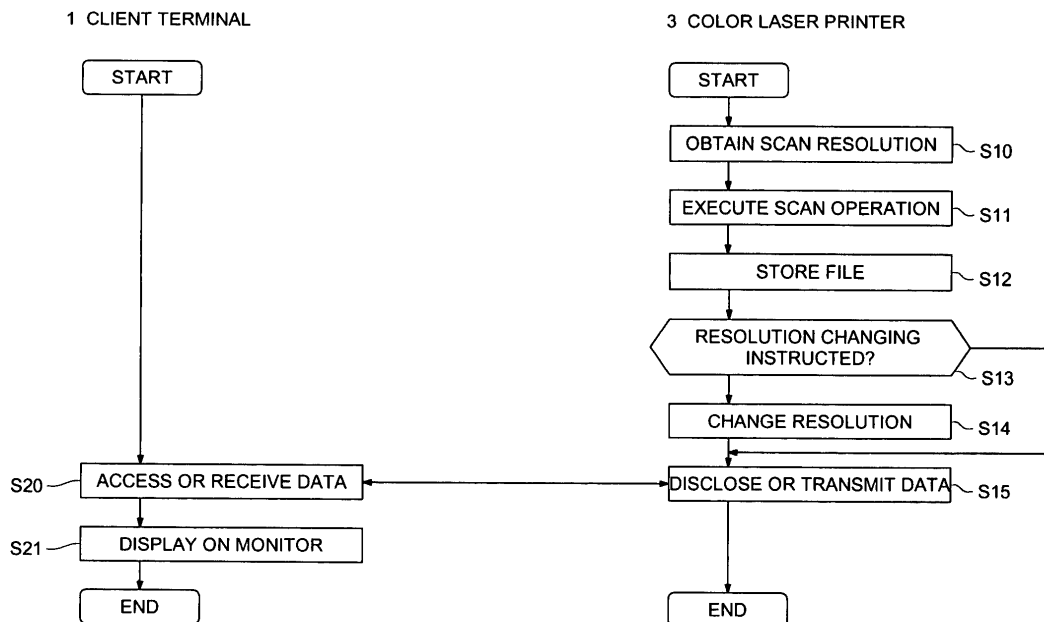 1 CLIENT TERMINAL
START
S20
ACCESS OR RECEIVE DATA
S21
DISPLAY ON MONITOR
END
3 COLOR LASER PRINTER
START
OBTAIN SCAN RESOLUTION
S10
EXECUTE SCAN OPERATION
S11
STORE FILE
S12
RESOLUTION CHANGING
INSTRUCTED?
S13
CHANGE RESOLUTION
S14
DISCLOSE OR TRANSMIT DATA
S15
END